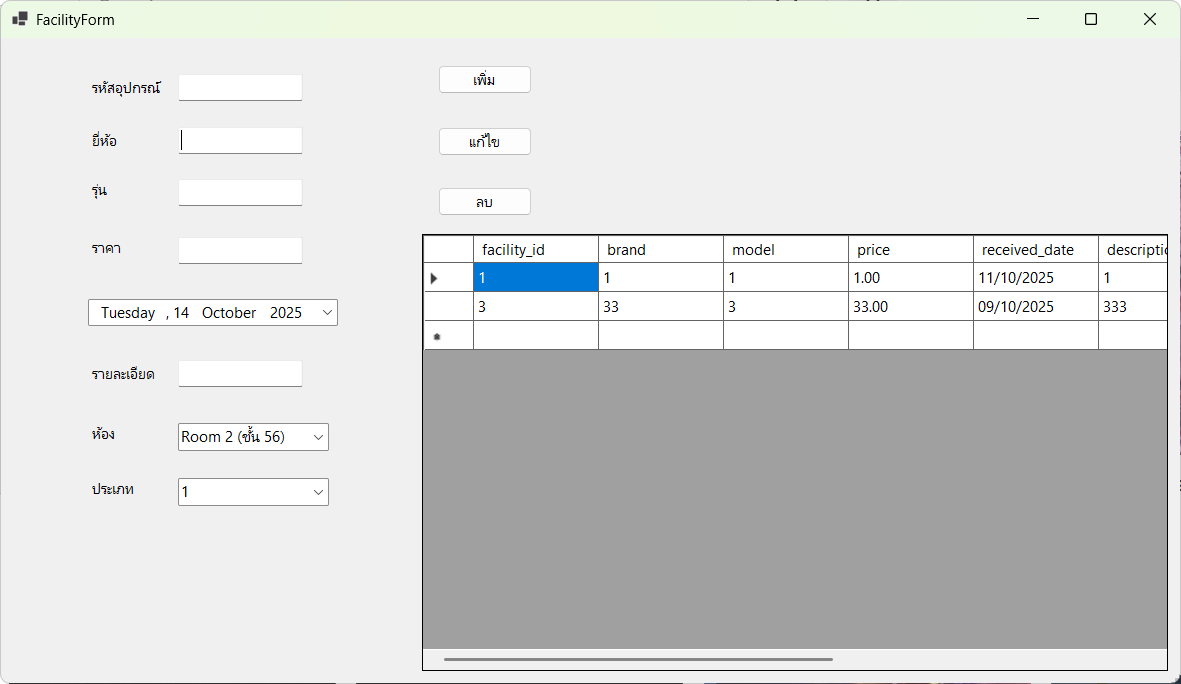 FacilityForm
รหัสอุปกรณ์
ยี่ห้อ
รุ่น
ราคา
Tuesday , 14 October 2025
รายละเอียด
ห้อง Room 2 (ชั้น 56)
ประเภท 1
เพิ่ม
แก้ไข
ลบ
facility_id brand model price received_date descriptio
1 1 1 1.00 11/10/2025 1
3 33 3 33.00 09/10/2025 333